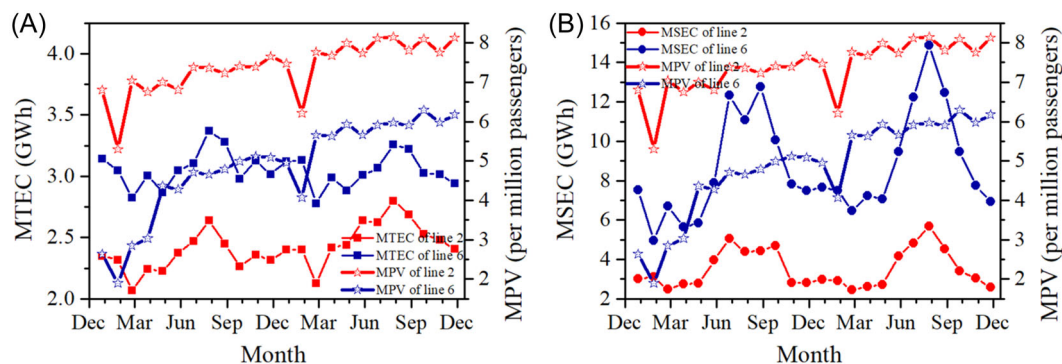 (A)
4.0
3.5
3.0
2.5
2.0
MTEC (GWh)
8
7
6
5
4
3
2
MPV (per million passengers)
MTEC of line 2
MTEC of line 6
MPV of line 2
MPV of line 6
Dec Mar Jun Sep Dec Mar Jun Sep Dec
Month
(B)
16
14
12
10
8
6
4
2
MSEC (GWh)
MSEC of line 2
MSEC of line 6
MPV of line 2
MPV of line 6
8
7
6
5
4
3
2
MPV (per million passengers)
Dec Mar Jun Sep Dec Mar Jun Sep Dec
Month